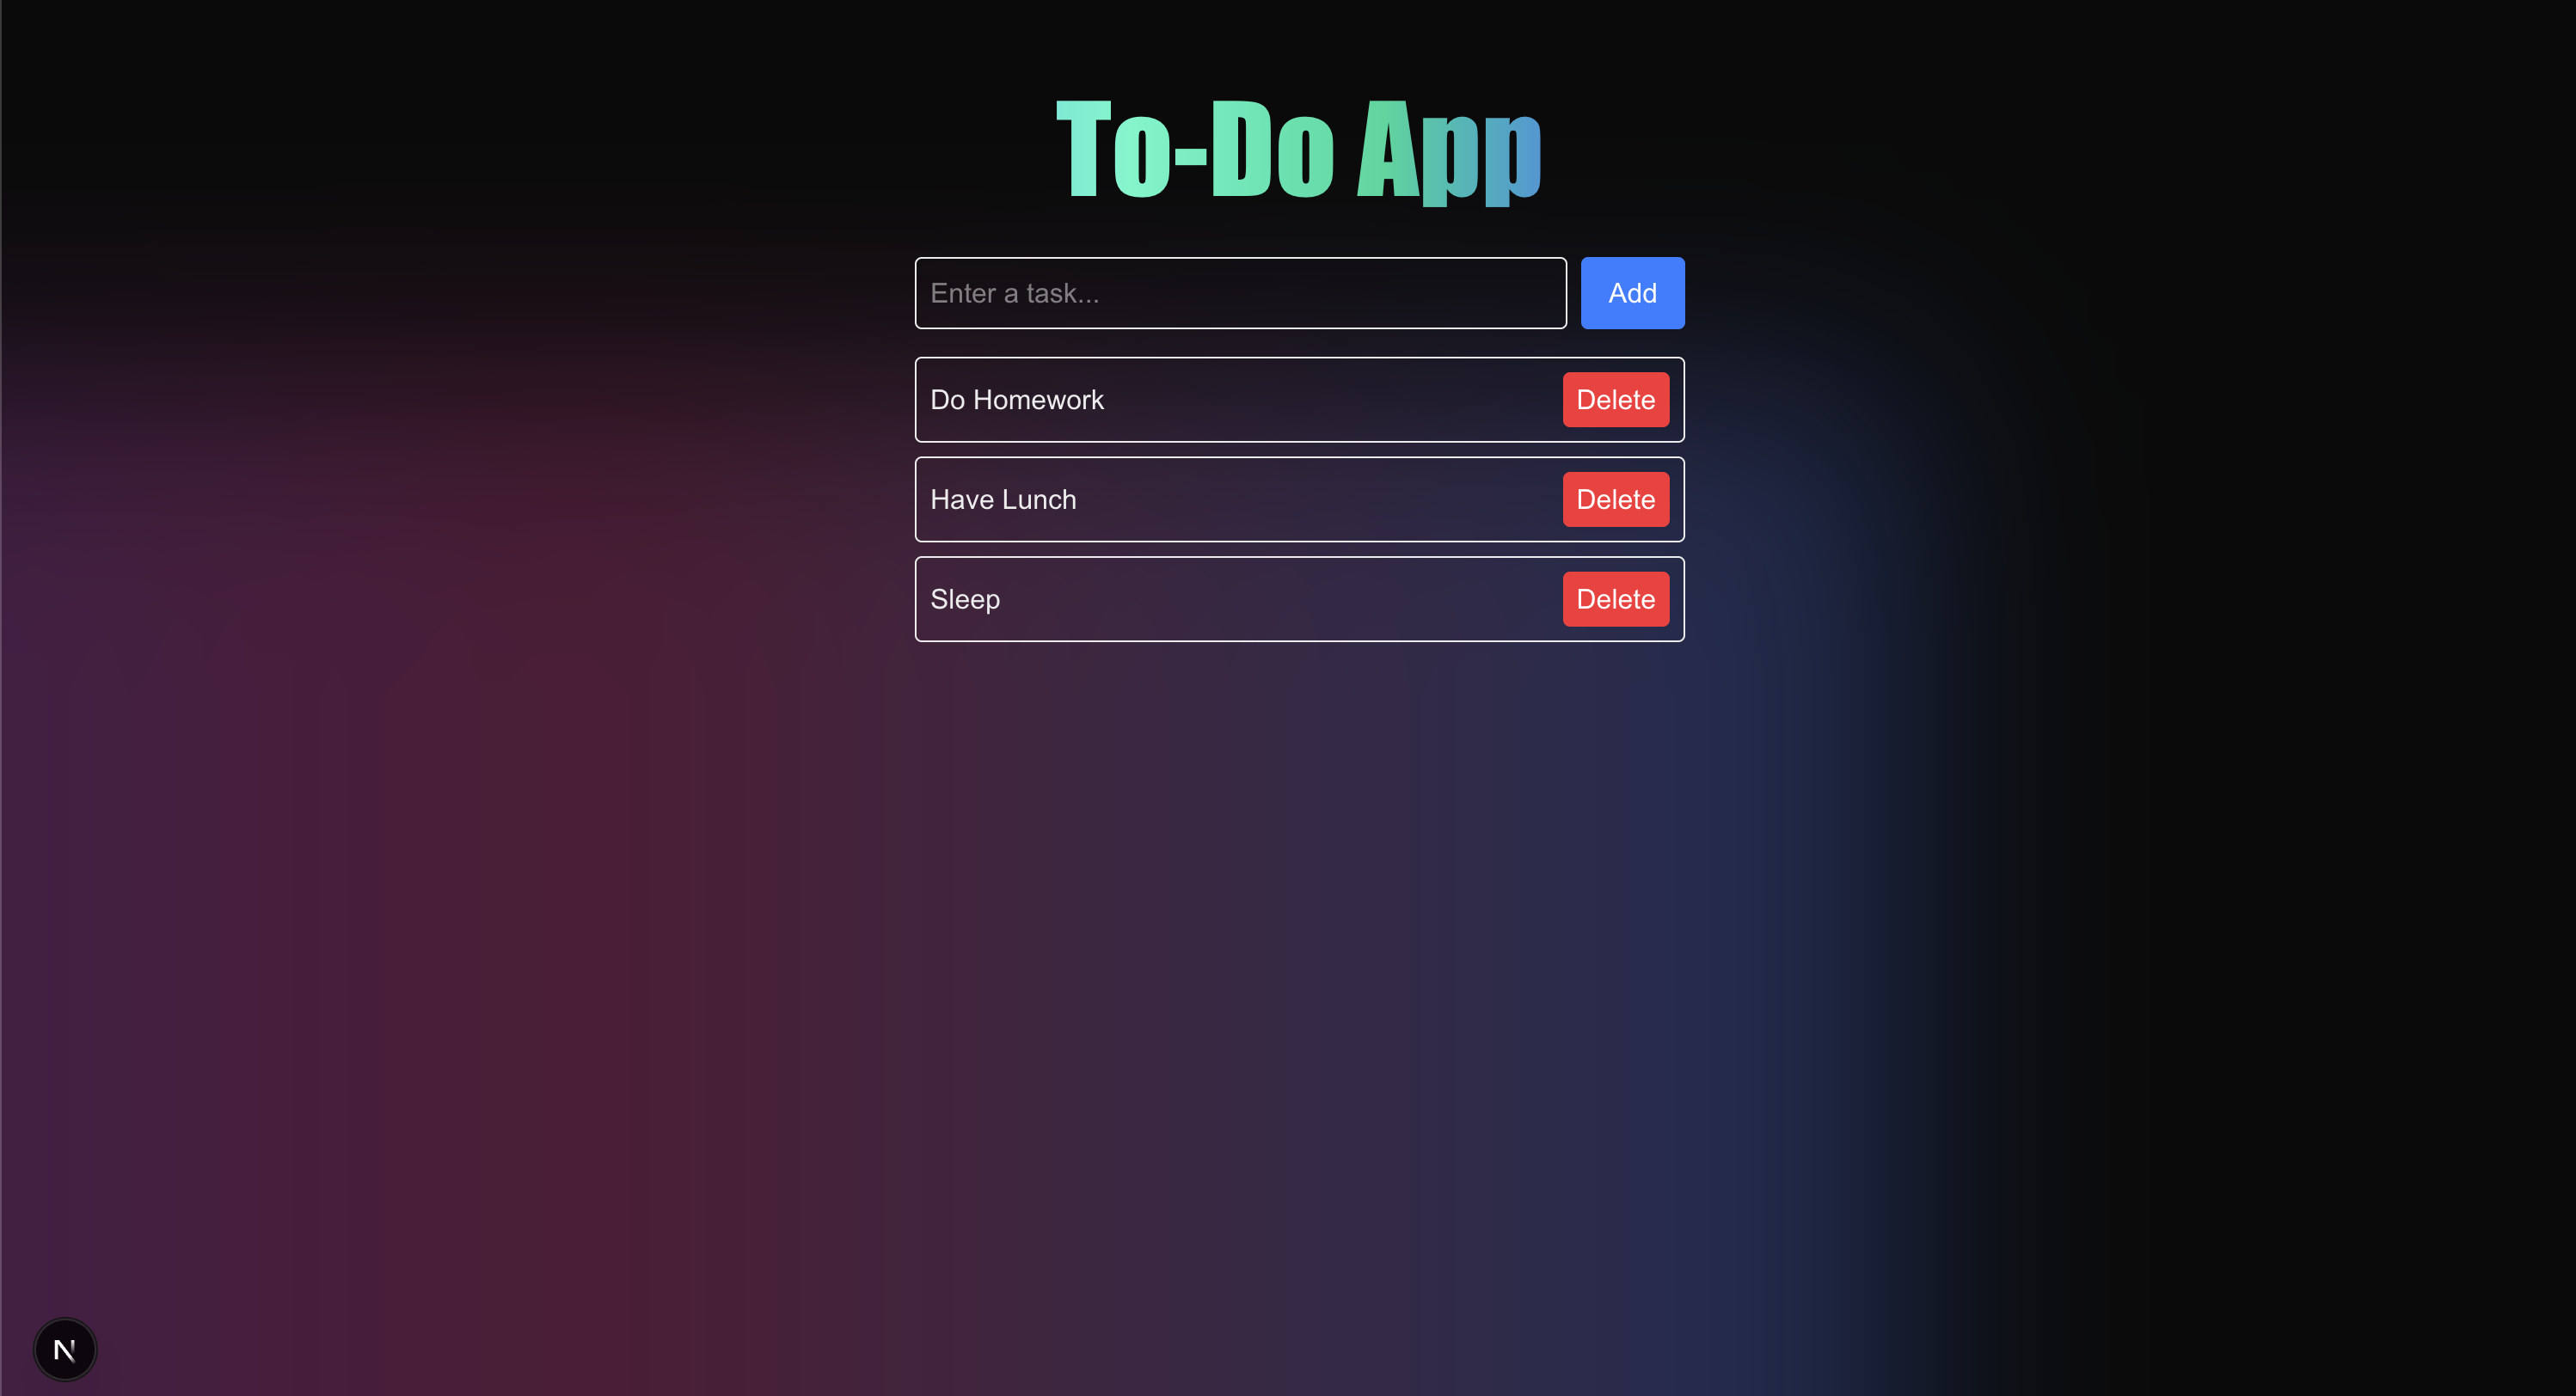 To-Do App
Enter a task...
Add
Do Homework
Delete
Have Lunch
Delete
Sleep
Delete
N